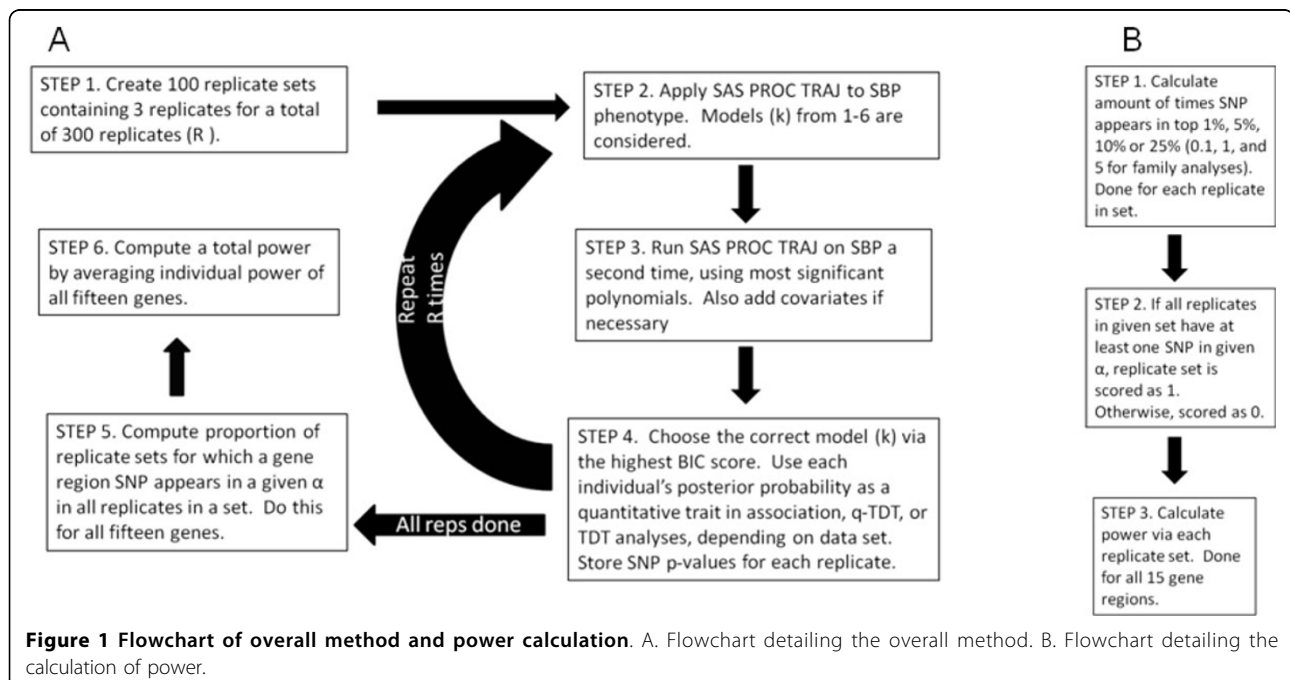 A
STEP 1. Create 100 replicate sets
containing 3 replicates for a total
of 300 replicates (R ).
STEP 2. Apply SAS PROC TRAJ to SBP
phenotype. Models (k) from 1-6 are
considered.
STEP 3. Run SAS PROC TRAJ on SBP a
second time, using most significant
polynomials. Also add covariates if
necessary
STEP 4. Choose the correct model (k) via
the highest BIC score. Use each
individual's posterior probability as a
quantitative trait in association, q-TDT, or
TDT analyses, depending on data set.
Store SNP p-values for each replicate.
Repeat
R times
All reps done
STEP 5. Compute proportion of
replicate sets for which a gene
region SNP appears in a given α
in all replicates in a set. Do this
for all fifteen genes.
STEP 6. Compute a total power
by averaging individual power of
all fifteen genes.
B
STEP 1. Calculate
amount of times SNP
appears in top 1%, 5%,
10% or 25% (0.1, 1, and
5 for family analyses).
Done for each replicate
in set.
STEP 2. If all replicates
in given set have at
least one SNP in given
α, replicate set is
scored as 1.
Otherwise, scored as 0.
STEP 3. Calculate
power via each
replicate set. Done
for all 15 gene
regions.
Figure 1 Flowchart of overall method and power calculation. A. Flowchart detailing the overall method. B. Flowchart detailing the
calculation of power.